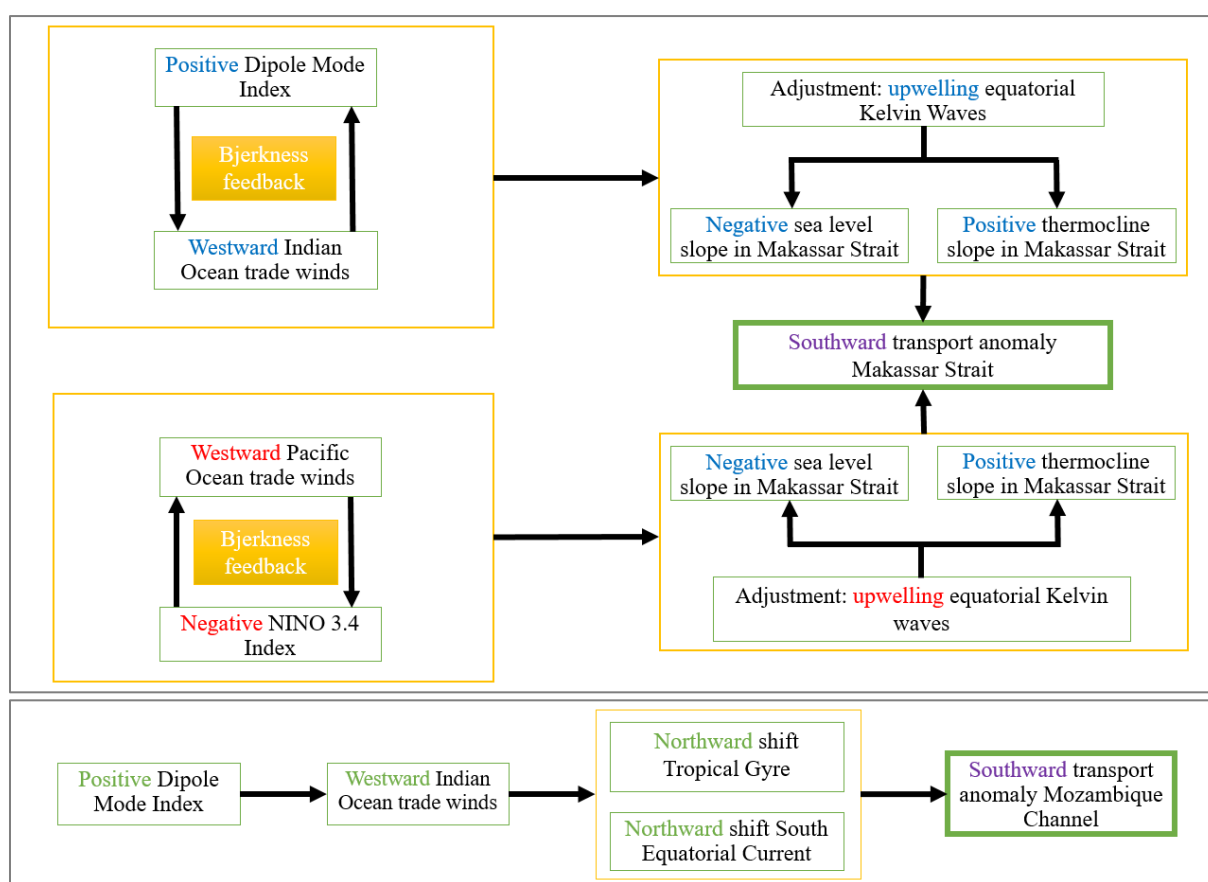 Positive Dipole Mode
Index
Bjerkness
feedback
Westward Indian
Ocean trade winds
Adjustment: upwelling equatorial
Kelvin Waves
Negative sea level
slope in Makassar Strait
Positive thermocline
slope in Makassar Strait
Southward transport anomaly
Makassar Strait
Westward Pacific
Ocean trade winds
Bjerkness
feedback
Negative NINO 3.4
Index
Negative sea level
slope in Makassar Strait
Positive thermocline
slope in Makassar Strait
Adjustment: upwelling equatorial Kelvin
waves
Positive Dipole
Mode Index
Westward Indian
Ocean trade winds
Northward shift
Tropical Gyre
Northward shift South
Equatorial Current
Southward transport
anomaly Mozambique
Channel